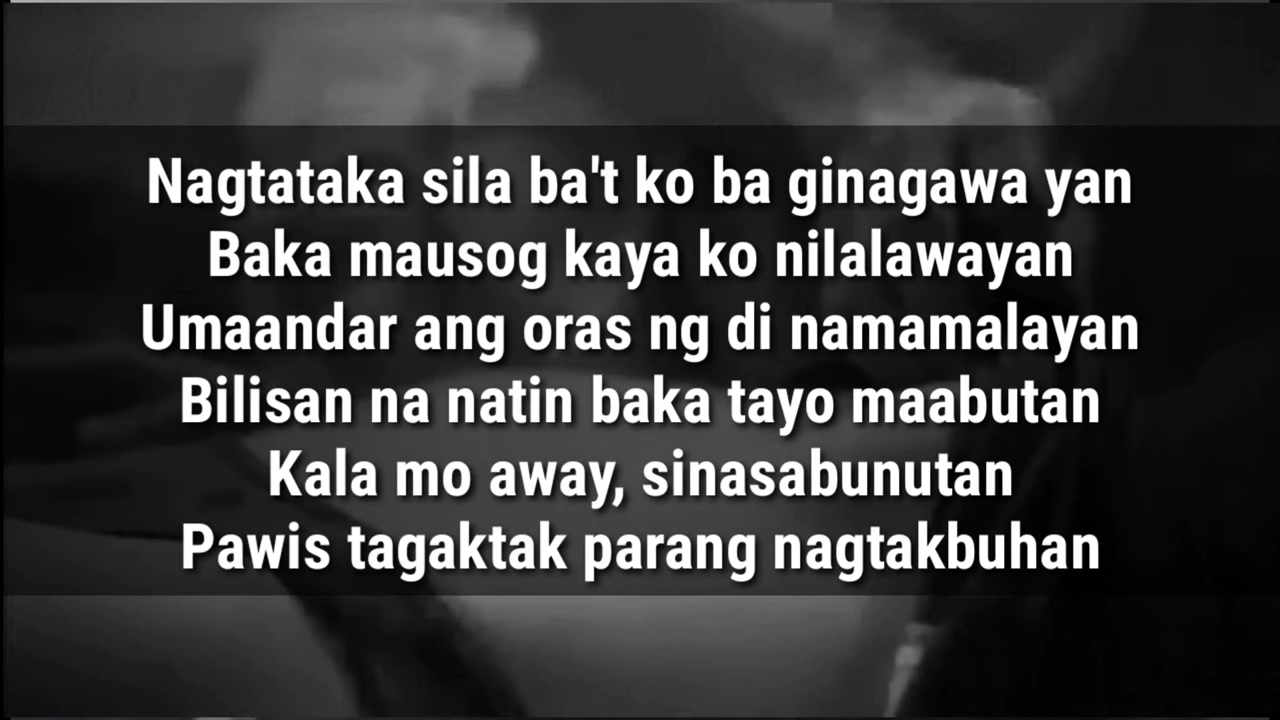 Nagtataka sila ba't ko ba ginagawa yan
Baka mausog kaya ko nilalawayan
Umaandar ang oras ng di namamalayan
Bilisan na natin baka tayo maabutan
Kala mo away, sinasabunutan
Pawis tagaktak parang nagtakbuhan